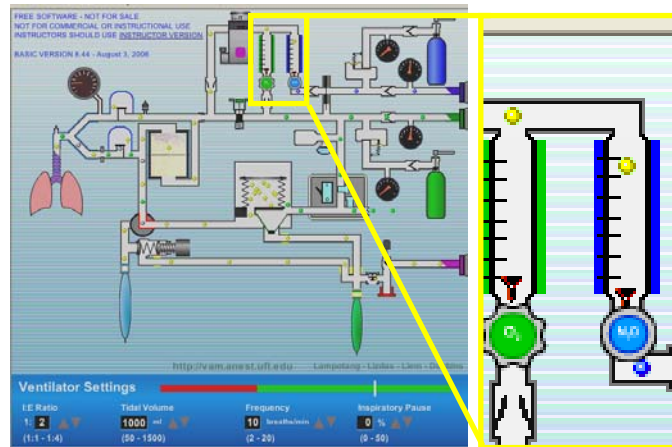 FREE SOFTWARE - NOT FOR SALE
NOT FOR COMMERCIAL OR INSTRUCTIONAL USE
INSTRUCTORS SHOULD USE INSTRUCTOR VERSION
BASIC VERSION 8.44 - August 3, 2006
O2
N2O
http://vam.anest.ufl.edu
Ventilator Settings
I:E Ratio
Tidal Volume
Frequency
Inspiratory Pause
1: 2
1000 ml
10 breaths/min
0 %
(1:1 - 1:4)
(50 - 1500)
(2 - 20)
(0 - 50)